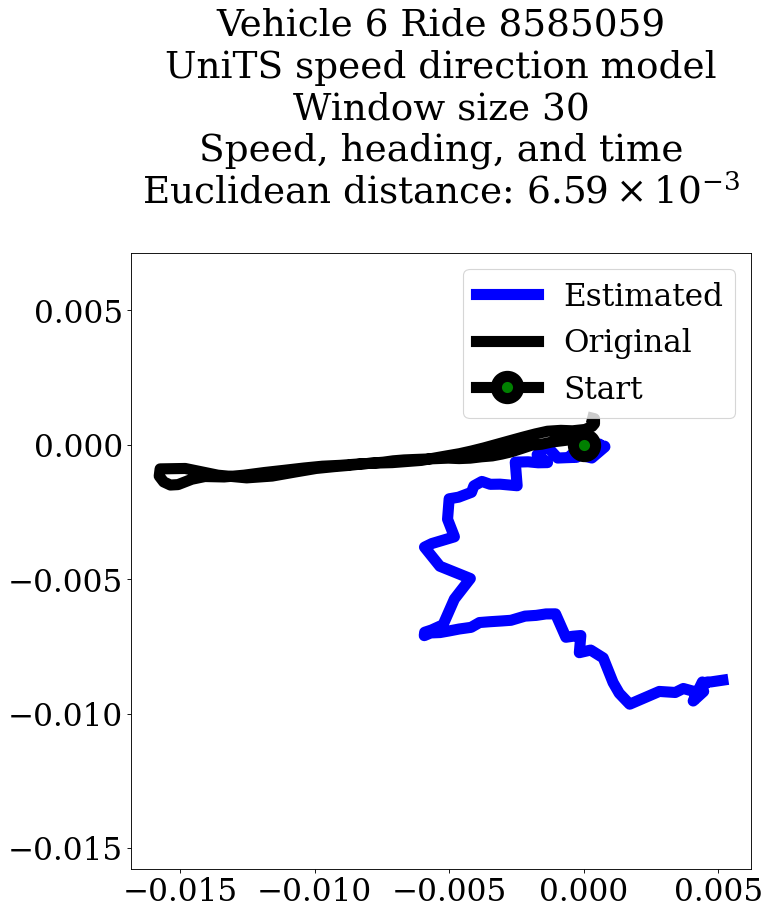 Vehicle 6 Ride 8585059
UniTS speed direction model
Window size 30
Speed, heading, and time
Euclidean distance: 6.59 × 10⁻³
Estimated
Original
Start
0.005
0.000
−0.005
−0.010
−0.015
−0.015 −0.010 −0.005 0.000 0.005